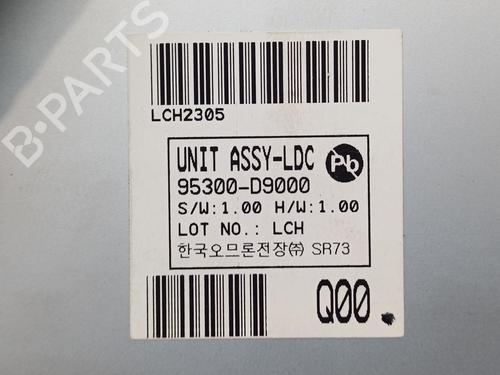 LCH2305
UNIT ASSY-LDC Pb
95300-D9000
S/W:1.00 H/W:1.00
LOT NO.: LCH
한국오므론전장㈜ SR73
Q00
B PARTS